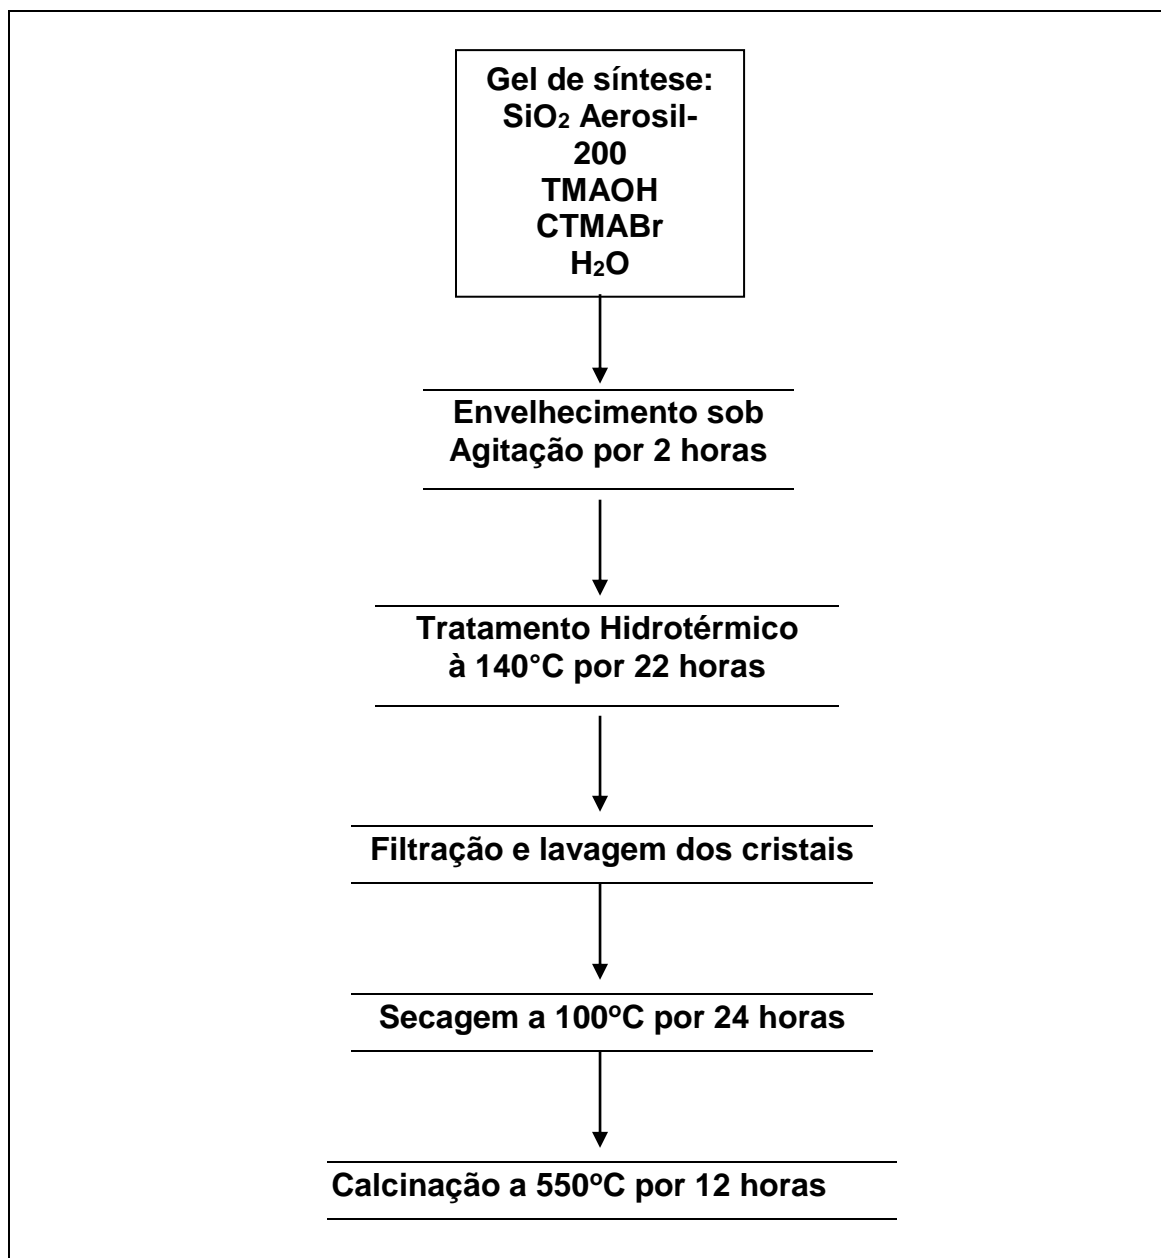 Gel de síntese:
SiO₂ Aerosil-
200
TMAOH
CTMABr
H₂O
Envelhecimento sob
Agitação por 2 horas
Tratamento Hidrotérmico
à 140°C por 22 horas
Filtração e lavagem dos cristais
Secagem a 100ºC por 24 horas
Calcinação a 550ºC por 12 horas